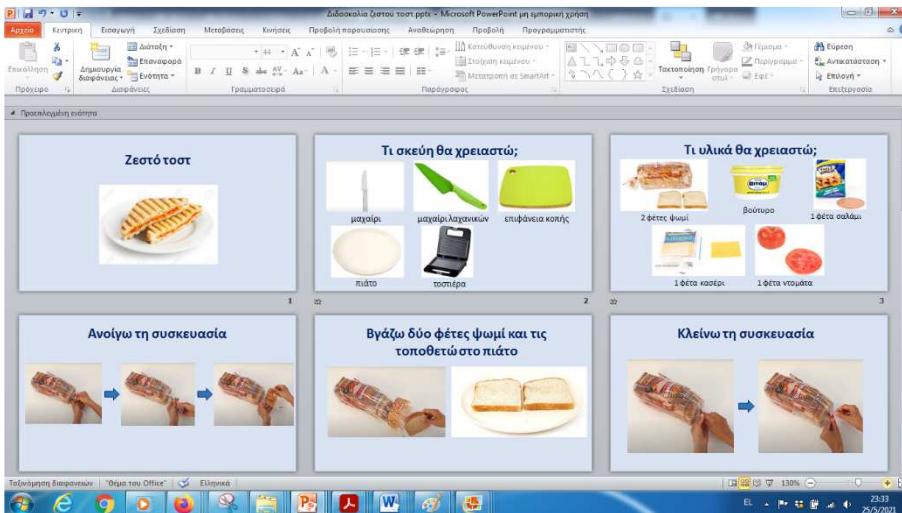 Διδασκαλία ζεστού τοστ.pptx - Microsoft PowerPoint μη εμπορική χρήση
Αρχείο Κεντρική Εισαγωγή Σχεδίαση Μεταβάσεις Κινήσεις Προβολή παρουσίασης Αναθεώρηση Προβολή Προγραμματιστής
Διάταξη
Επαναφορά
Ενότητα
Επικόλληση
Δημιουργία διαφάνειας
44
Κατεύθυνση κειμένου
Στοίχιση κειμένου
Μετατροπή σε SmartArt
Τακτοποίηση Γρήγορα στυλ
Γέμισμα
Περίγραμμα
Εφέ
Εύρεση
Αντικατάσταση
Επιλογή
Πρόχειρο Διαφάνειες Γραμματοσειρά Παράγραφος Σχεδίαση Επεξεργασία
Προεπιλεγμένη ενότητα
Ζεστό τοστ
1
Τι σκεύη θα χρειαστώ;
μαχαίρι μαχαίρι λαχανικών επιφάνεια κοπής
πιάτο τοστιέρα
2
Τι υλικά θα χρειαστώ;
2 φέτες ψωμί βούτυρο 1 φέτα σαλάμι
1 φέτα κασέρι 1 φέτα ντομάτα
3
Ανοίγω τη συσκευασία
Βγάζω δύο φέτες ψωμί και τις
τοποθετώ στο πιάτο
Κλείνω τη συσκευασία
Ταξινόμηση διαφανειών "Θέμα του Office" Ελληνικά 130%
EL 23:33
25/5/2021